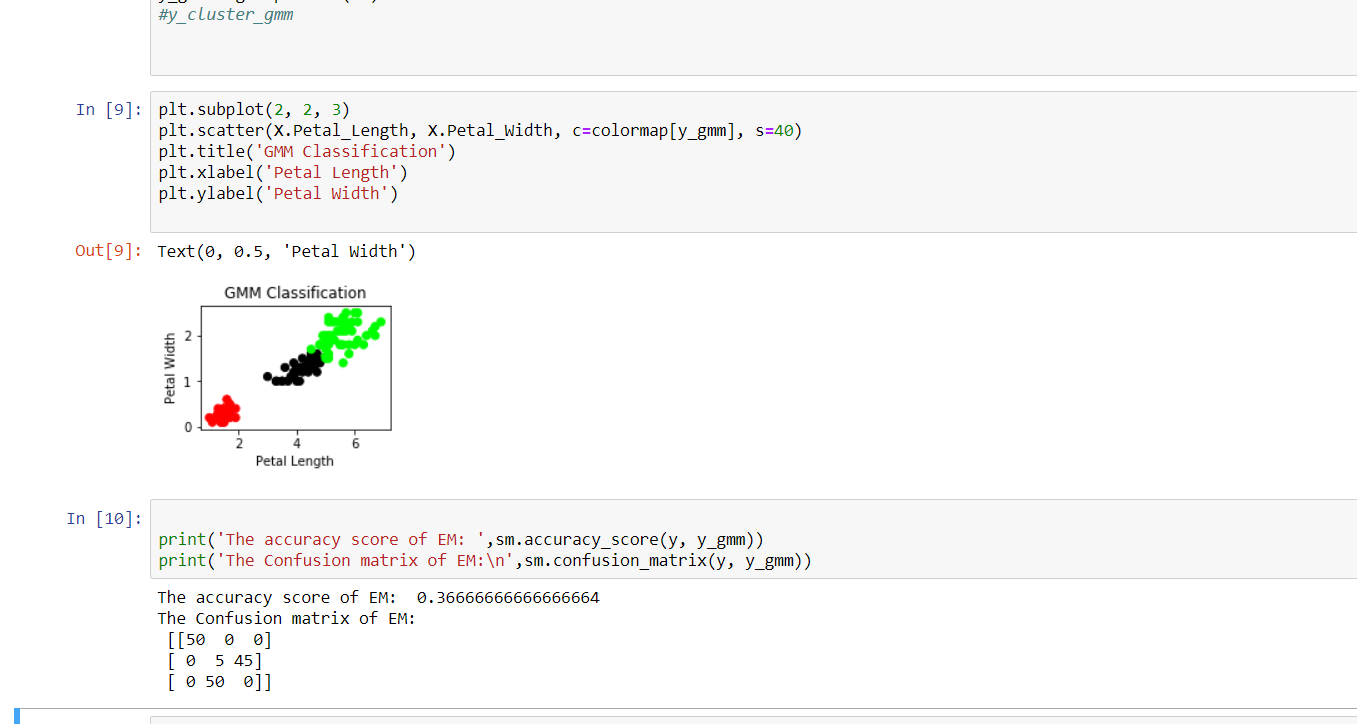 #y_cluster_gmm
In [9]:
plt.subplot(2, 2, 3)
plt.scatter(X.Petal_Length, X.Petal_Width, c=colormap[y_gmm], s=40)
plt.title('GMM Classification')
plt.xlabel('Petal Length')
plt.ylabel('Petal Width')
Out[9]:
Text(0, 0.5, 'Petal Width')
GMM Classification
Petal Width
2
1
0
2 4 6
Petal Length
In [10]:
print('The accuracy score of EM: ',sm.accuracy_score(y, y_gmm))
print('The Confusion matrix of EM:\n',sm.confusion_matrix(y, y_gmm))
The accuracy score of EM:  0.36666666666666664
The Confusion matrix of EM:
[[50  0  0]
[ 0  5 45]
[ 0 50  0]]